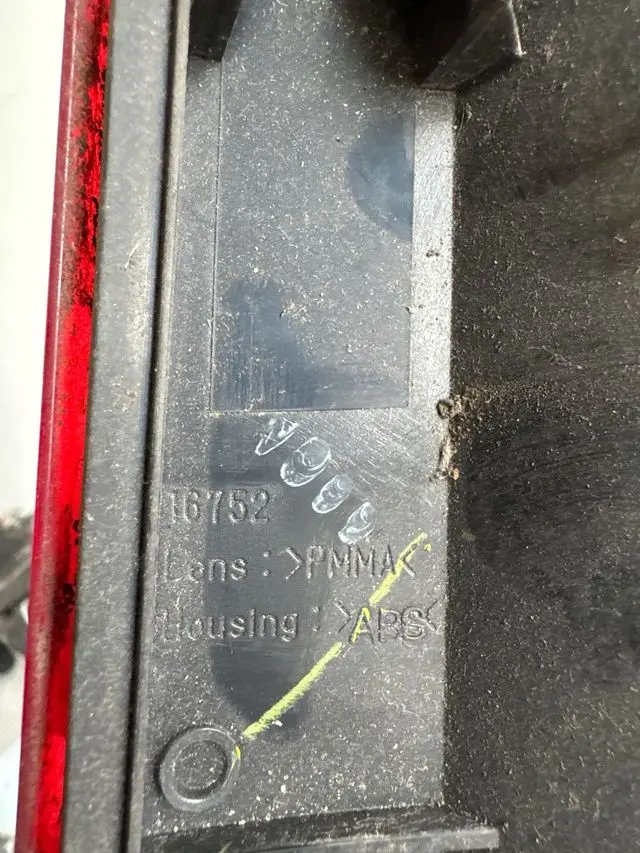 16752
Lens : >PMMA<
Housing : >ABS<